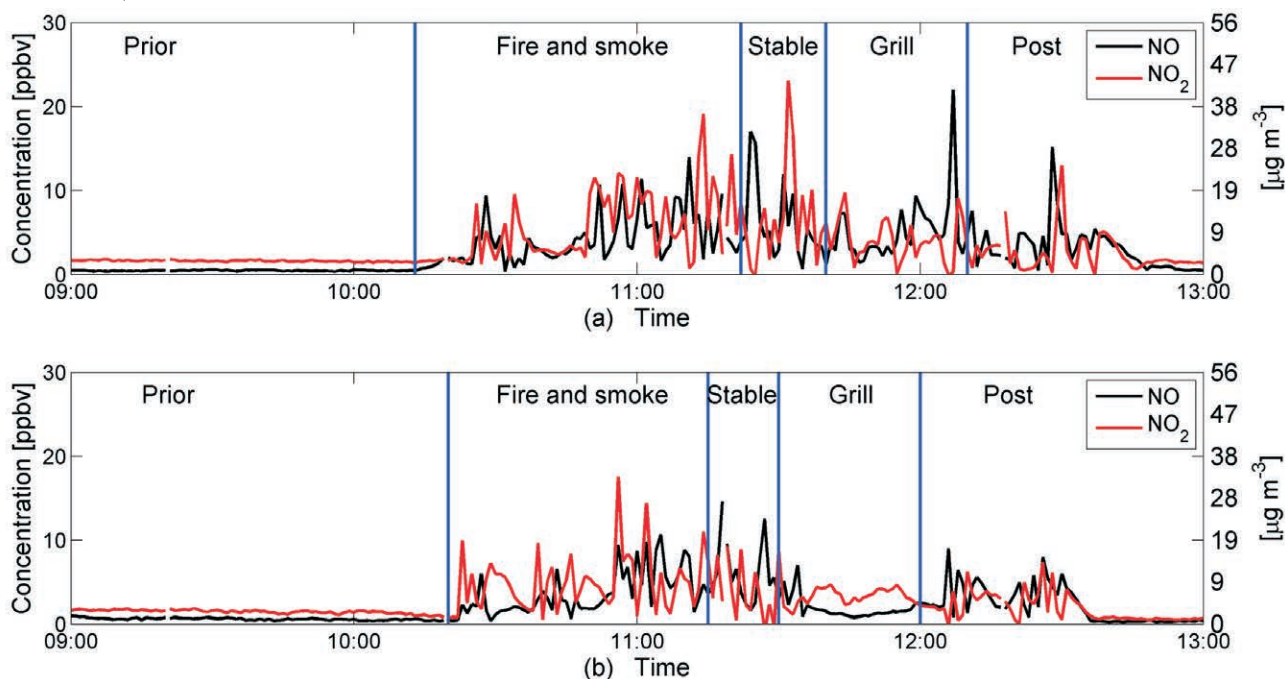 30 Prior Fire and smoke Stable Grill Post NO 56
NO2 47
20 38
Concentration [ppbv] 28 [µg m-3]
10 19
9
0 0
09:00 10:00 11:00 12:00 13:00
(a) Time
30 Prior Fire and smoke Stable Grill Post NO 56
NO2 47
20 38
Concentration [ppbv] 28 [µg m-3]
10 19
9
0 0
09:00 10:00 11:00 12:00 13:00
(b) Time